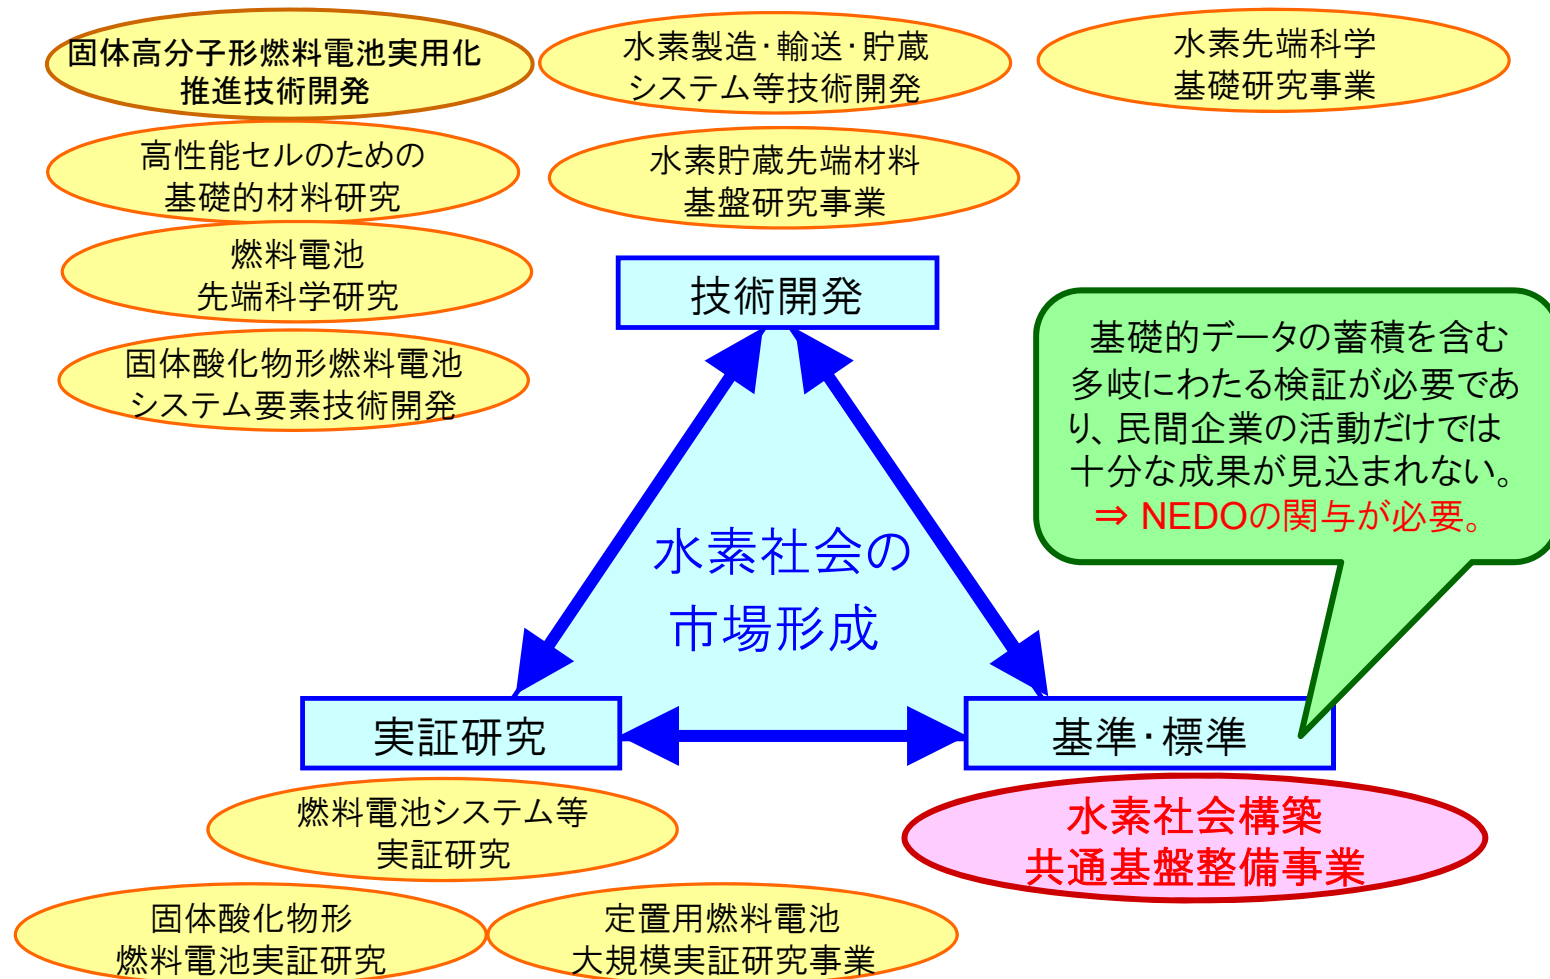 固体高分子形燃料電池実用化
推進技術開発
水素製造・輸送・貯蔵
システム等技術開発
水素先端科学
基礎研究事業
高性能セルのための
基礎的材料研究
水素貯蔵先端材料
基盤研究事業
燃料電池
先端科学研究
固体酸化物形燃料電池
システム要素技術開発
技術開発
基礎的データの蓄積を含む
多岐にわたる検証が必要であ
り、民間企業の活動だけでは
十分な成果が見込まれない。
⇒ NEDOの関与が必要。
水素社会の
市場形成
実証研究
基準・標準
燃料電池システム等
実証研究
水素社会構築
共通基盤整備事業
固体酸化物形
燃料電池実証研究
定置用燃料電池
大規模実証研究事業